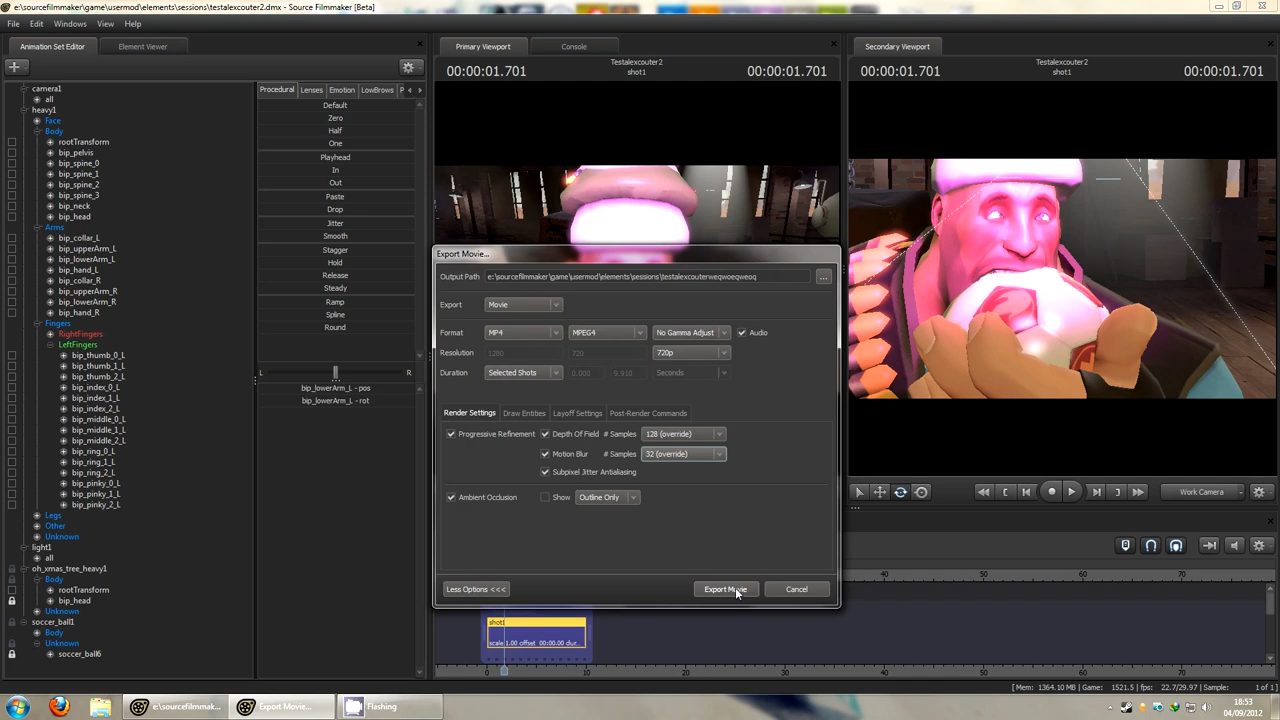 e:\sourcefilmmaker\game\usermod\elements\sessions\testalexcouter2.dmx - Source Filmmaker [Beta]
File Edit Windows View Help
Animation Set Editor Element Viewer
Primary Viewport Console
Secondary Viewport
00:00:01.701 Testalexcouter2 00:00:01.701
shot1
00:00:01.701 Testalexcouter2 00:00:01.701
shot1
camera1
all
heavy1
Face
Body
rootTransform
bip_pelvis
bip_spine_0
bip_spine_1
bip_spine_2
bip_spine_3
bip_neck
bip_head
Arms
bip_collar_L
bip_upperArm_L
bip_lowerArm_L
bip_hand_L
bip_collar_R
bip_upperArm_R
bip_lowerArm_R
bip_hand_R
Fingers
RightFingers
LeftFingers
bip_thumb_0_L
bip_thumb_1_L
bip_thumb_2_L
bip_index_0_L
bip_index_1_L
bip_index_2_L
bip_middle_0_L
bip_middle_1_L
bip_middle_2_L
bip_ring_0_L
bip_ring_1_L
bip_ring_2_L
bip_pinky_0_L
bip_pinky_1_L
bip_pinky_2_L
Legs
Other
Unknown
light1
all
oh_xmas_tree_heavy1
Body
rootTransform
bip_head
Unknown
soccer_ball1
Body
Unknown
soccer_ball6
Procedural Lenses Emotion LowBrows P
Default
Zero
Half
One
Playhead
In
Out
Paste
Drop
Jitter
Smooth
Stagger
Hold
Release
Steady
Ramp
Spline
Round
L R
bip_lowerArm_L - pos
bip_lowerArm_L - rot
Export Movie...
Output Path e:\sourcefilmmaker\game\usermod\elements\sessions\testalexcouterweqwoeqweoq ...
Export Movie
Format MP4 MPEG4 No Gamma Adjust Audio
Resolution 1280 720 720p
Duration Selected Shots 0.000 9.910 Seconds
Render Settings Draw Entities Layoff Settings Post-Render Commands
Progressive Refinement Depth Of Field # Samples 128 (override)
Motion Blur # Samples 32 (override)
Subpixel Jitter Antialiasing
Ambient Occlusion Show Outline Only
Less Options <<< Export Movie Cancel
Work Camera
40 50 60 70
shot1
scale 1.00 offset 00:00.00 dur...
0 10 20 30 40 50 60 70
[Mem: 1364.10 MB | Game: 1521.5] fps: 22.7/29.97 | Sample: 1 of 1]
e:\sourcefilmmak... Export Movie... Flashing
18:53
04/09/2012